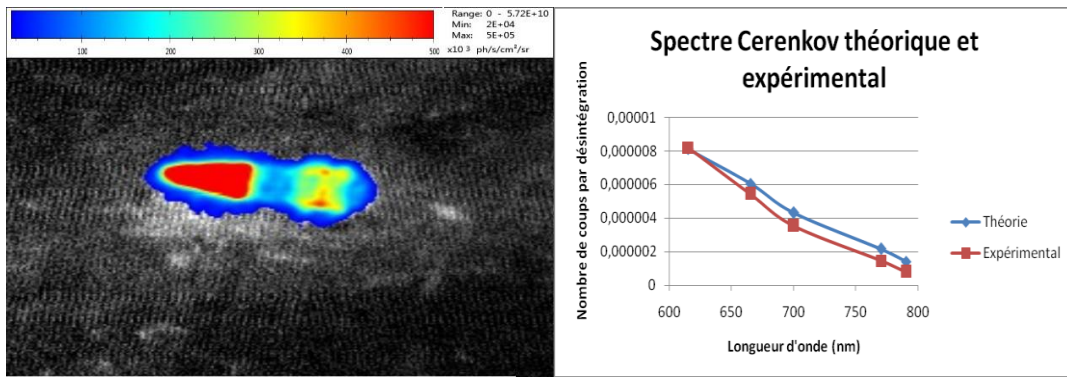 Range: 0 - 5.72E+10
Min: 2E+04
Max: 5E+05
100 200 300 400 500 x10 3 ph/s/cm²/sr
Spectre Cerenkov théorique et
expérimental
Nombre de coups par désintégration
0,00001
0,000008
0,000006
0,000004
0,000002
0
600 650 700 750 800
Longueur d'onde (nm)
Théorie
Expérimental